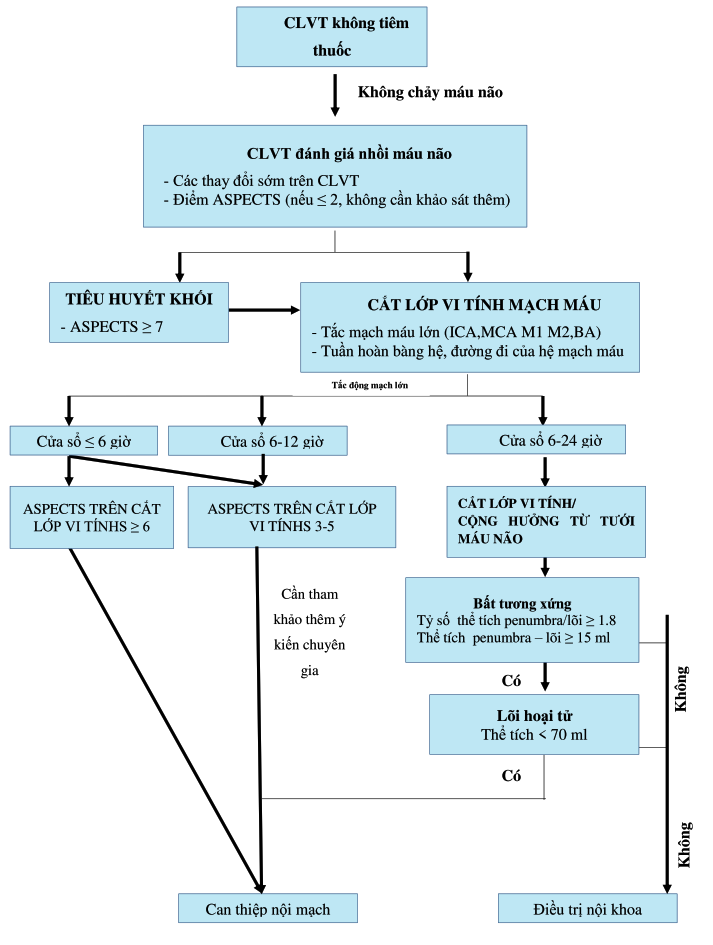 CLVT không tiêm
thuốc
Không chảy máu não
CLVT đánh giá nhồi máu não
- Các thay đổi sớm trên CLVT
- Điểm ASPECTS (nếu ≤ 2, không cần khảo sát thêm)
TIÊU HUYẾT KHỐI
- ASPECTS ≥ 7
CẮT LỚP VI TÍNH MẠCH MÁU
- Tắc mạch máu lớn (ICA,MCA M1 M2,BA)
- Tuần hoàn bàng hệ, đường đi của hệ mạch máu
Tắc động mạch lớn
Cửa sổ ≤ 6 giờ
Cửa sổ 6-12 giờ
Cửa sổ 6-24 giờ
ASPECTS TRÊN CẮT
LỚP VI TÍNHS ≥ 6
ASPECTS TRÊN CẮT LỚP
VI TÍNHS 3-5
CẮT LỚP VI TÍNH/
CỘNG HƯỞNG TỪ TƯỚI
MÁU NÃO
Cần tham
khảo thêm ý
kiến chuyên
gia
Bất tương xứng
Tỷ số thể tích penumbra/lõi ≥ 1.8
Thể tích penumbra – lõi ≥ 15 ml
Có
Không
Lõi hoại tử
Thể tích < 70 ml
Có
Không
Can thiệp nội mạch
Điều trị nội khoa